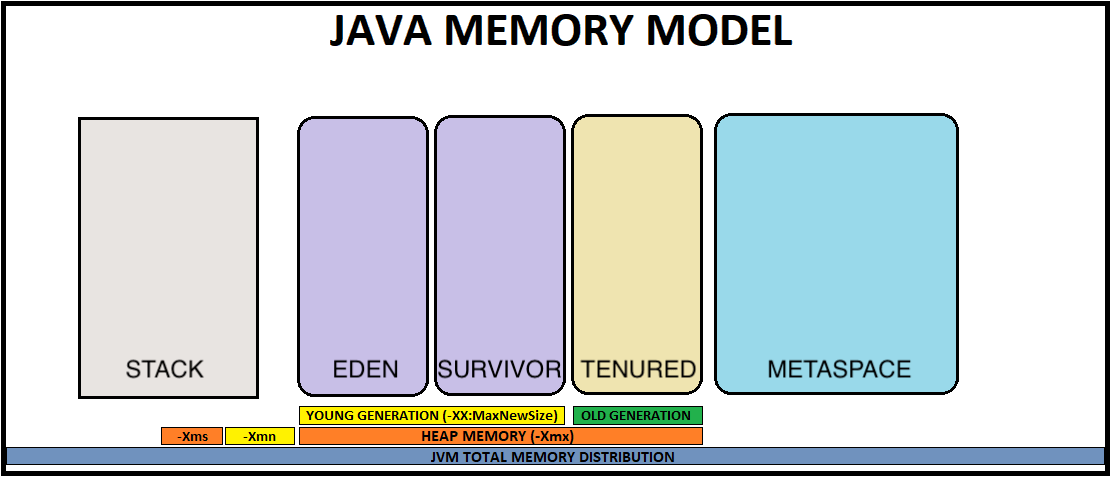 JAVA MEMORY MODEL
STACK
EDEN
SURVIVOR
TENURED
METASPACE
YOUNG GENERATION (-XX:MaxNewSize)
OLD GENERATION
-Xms
-Xmn
HEAP MEMORY (-Xmx)
JVM TOTAL MEMORY DISTRIBUTION